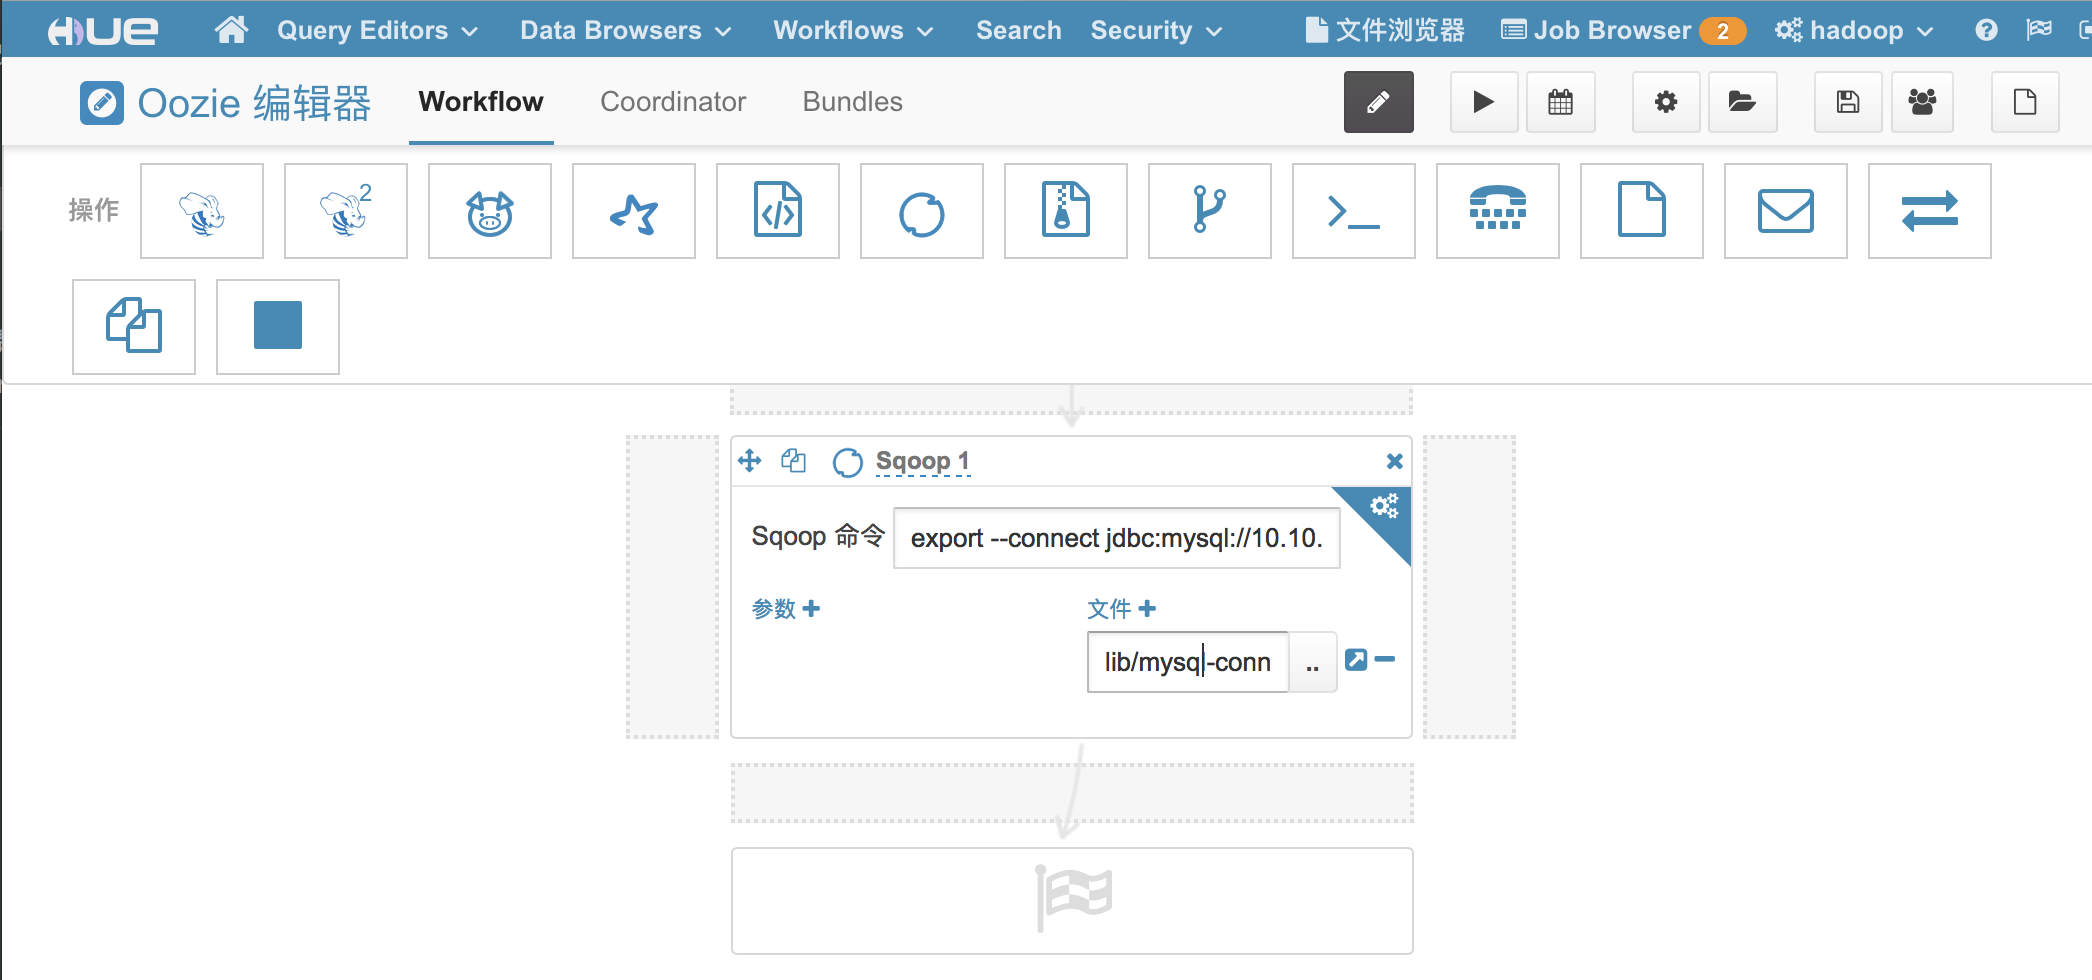 HUE Query Editors Data Browsers Workflows Search Security 文件浏览器 Job Browser 2 hadoop
Oozie 编辑器 Workflow Coordinator Bundles
操作 2
Sqoop 1
Sqoop 命令 export --connect jdbc:mysql://10.10.
参数 文件
lib/mysql-conn ..